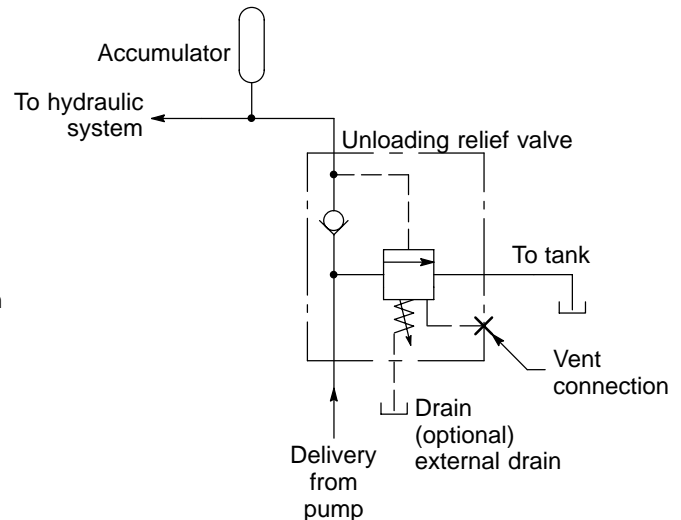 Accumulator
To hydraulic
system
Unloading relief valve
To tank
Vent
connection
Drain
(optional)
external drain
Delivery
from
pump